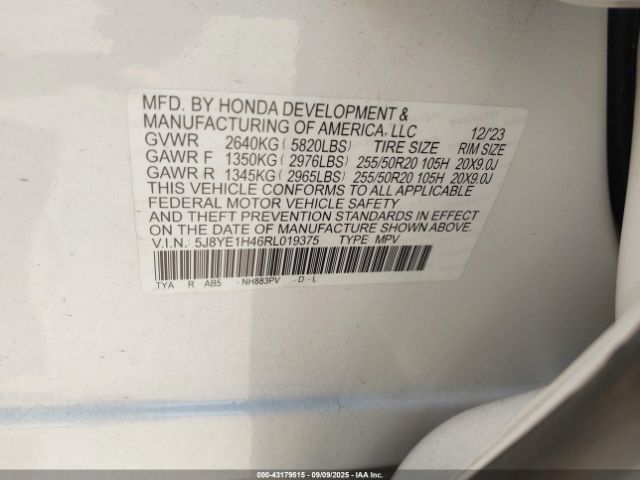 MFD. BY HONDA DEVELOPMENT &
MANUFACTURING OF AMERICA, LLC 12/23
GVWR 2640KG ( 5820LBS) TIRE SIZE RIM SIZE
GAWR F 1350KG ( 2976LBS) 255/50R20 105H 20X9.0J
GAWR R 1345KG ( 2965LBS) 255/50R20 105H 20X9.0J
THIS VEHICLE CONFORMS TO ALL APPLICABLE
FEDERAL MOTOR VEHICLE SAFETY
AND THEFT PREVENTION STANDARDS IN EFFECT
ON THE DATE OF MANUFACTURE SHOWN ABOVE.
V.I.N.: 5J8YE1H46RL019375 TYPE MPV
TYA R AB5 -NH883PV -D-L
000-43179515 - 09/09/2025 - IAA Inc.